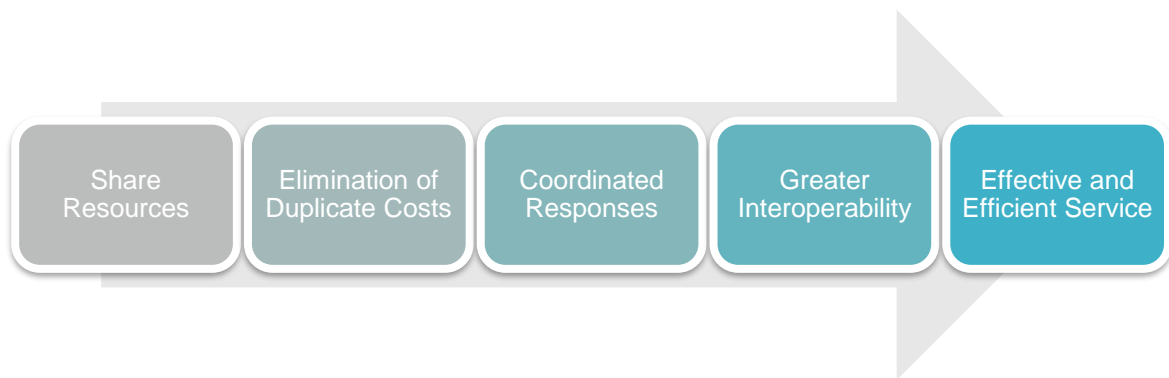 Share
Resources
Elimination of
Duplicate Costs
Coordinated
Responses
Greater
Interoperability
Effective and
Efficient Service